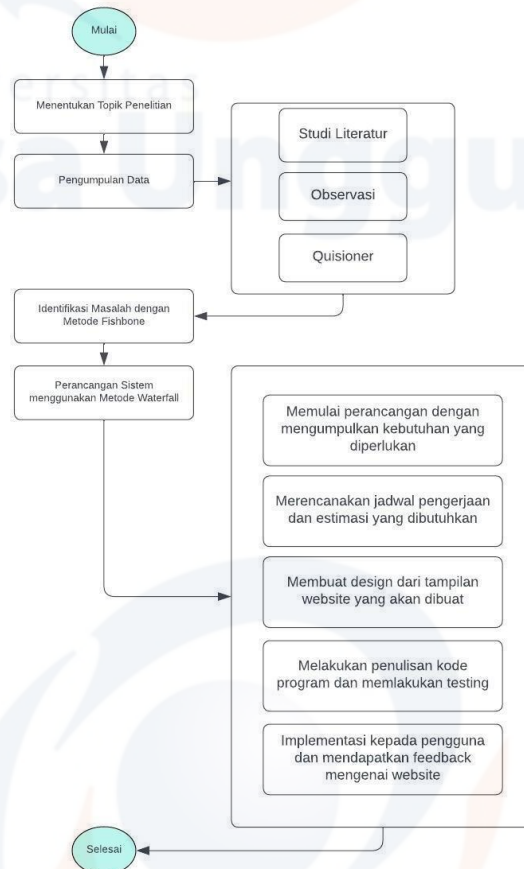 Mulai
ersitas
sa Unggu
Menentukan Topik Penelitian
Pengumpulan Data
Studi Literatur
Observasi
Quisioner
Identifikasi Masalah dengan
Metode Fishbone
Perancangan Sistem
menggunakan Metode Waterfall
Memulai perancangan dengan
mengumpulkan kebutuhan yang
diperlukan
Merencanakan jadwal pengerjaan
dan estimasi yang dibutuhkan
Membuat design dari tampilan
website yang akan dibuat
Melakukan penulisan kode
program dan memlakukan testing
Implementasi kepada pengguna
dan mendapatkan feedback
mengenai website
Selesai